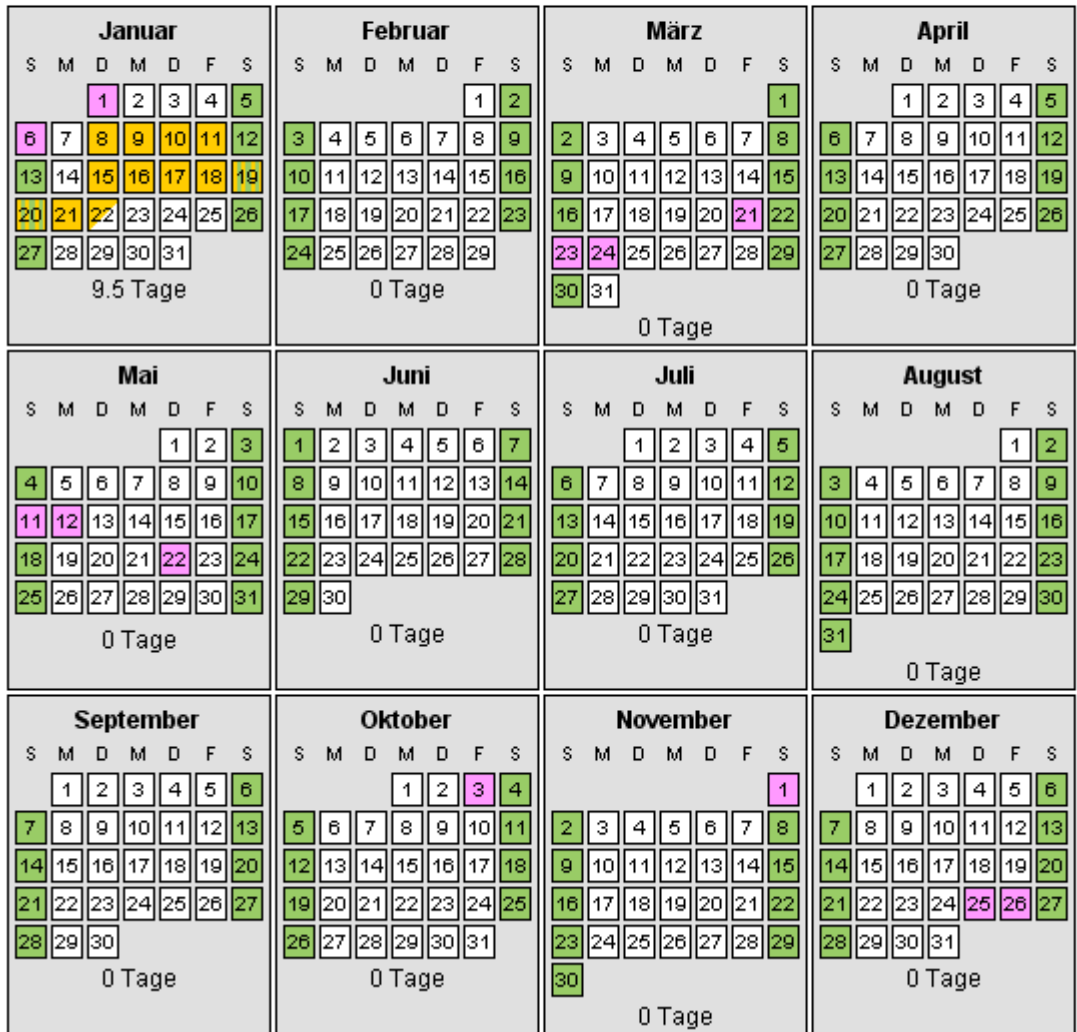 Januar
S M D M D F S
1 2 3 4 5
6 7 8 9 10 11 12
13 14 15 16 17 18 19
20 21 22 23 24 25 26
27 28 29 30 31
9.5 Tage
Februar
S M D M D F S
1 2
3 4 5 6 7 8 9
10 11 12 13 14 15 16
17 18 19 20 21 22 23
24 25 26 27 28 29
0 Tage
März
S M D M D F S
1
2 3 4 5 6 7 8
9 10 11 12 13 14 15
16 17 18 19 20 21 22
23 24 25 26 27 28 29
30 31
0 Tage
April
S M D M D F S
1 2 3 4 5
6 7 8 9 10 11 12
13 14 15 16 17 18 19
20 21 22 23 24 25 26
27 28 29 30
0 Tage
Mai
S M D M D F S
1 2 3
4 5 6 7 8 9 10
11 12 13 14 15 16 17
18 19 20 21 22 23 24
25 26 27 28 29 30 31
0 Tage
Juni
S M D M D F S
1 2 3 4 5 6 7
8 9 10 11 12 13 14
15 16 17 18 19 20 21
22 23 24 25 26 27 28
29 30
0 Tage
Juli
S M D M D F S
1 2 3 4 5
6 7 8 9 10 11 12
13 14 15 16 17 18 19
20 21 22 23 24 25 26
27 28 29 30 31
0 Tage
August
S M D M D F S
1 2
3 4 5 6 7 8 9
10 11 12 13 14 15 16
17 18 19 20 21 22 23
24 25 26 27 28 29 30
31
0 Tage
September
S M D M D F S
1 2 3 4 5 6
7 8 9 10 11 12 13
14 15 16 17 18 19 20
21 22 23 24 25 26 27
28 29 30
0 Tage
Oktober
S M D M D F S
1 2 3 4
5 6 7 8 9 10 11
12 13 14 15 16 17 18
19 20 21 22 23 24 25
26 27 28 29 30 31
0 Tage
November
S M D M D F S
1
2 3 4 5 6 7 8
9 10 11 12 13 14 15
16 17 18 19 20 21 22
23 24 25 26 27 28 29
30
0 Tage
Dezember
S M D M D F S
1 2 3 4 5 6
7 8 9 10 11 12 13
14 15 16 17 18 19 20
21 22 23 24 25 26 27
28 29 30 31
0 Tage